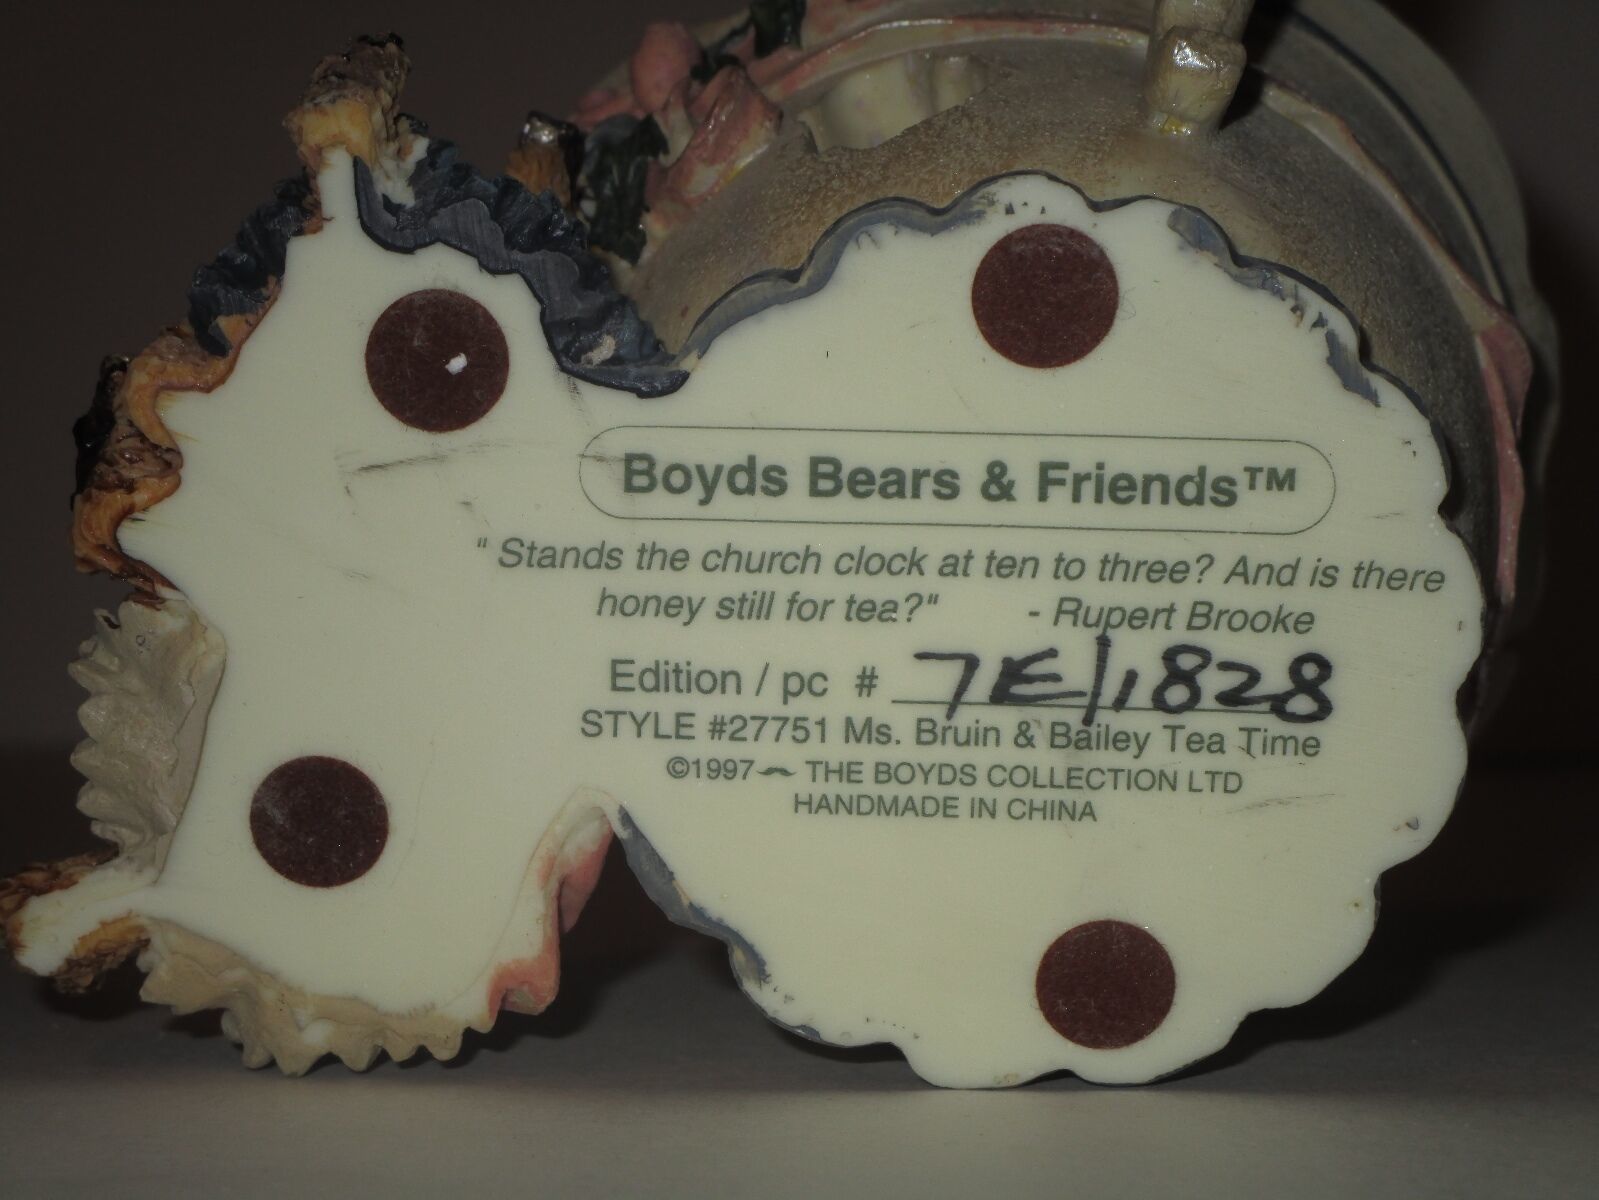 Boyds Bears & Friends™
" Stands the church clock at ten to three? And is there
honey still for tea?" - Rupert Brooke
Edition / pc # 7E/1828
STYLE #27751 Ms. Bruin & Bailey Tea Time
©1997 THE BOYDS COLLECTION LTD
HANDMADE IN CHINA